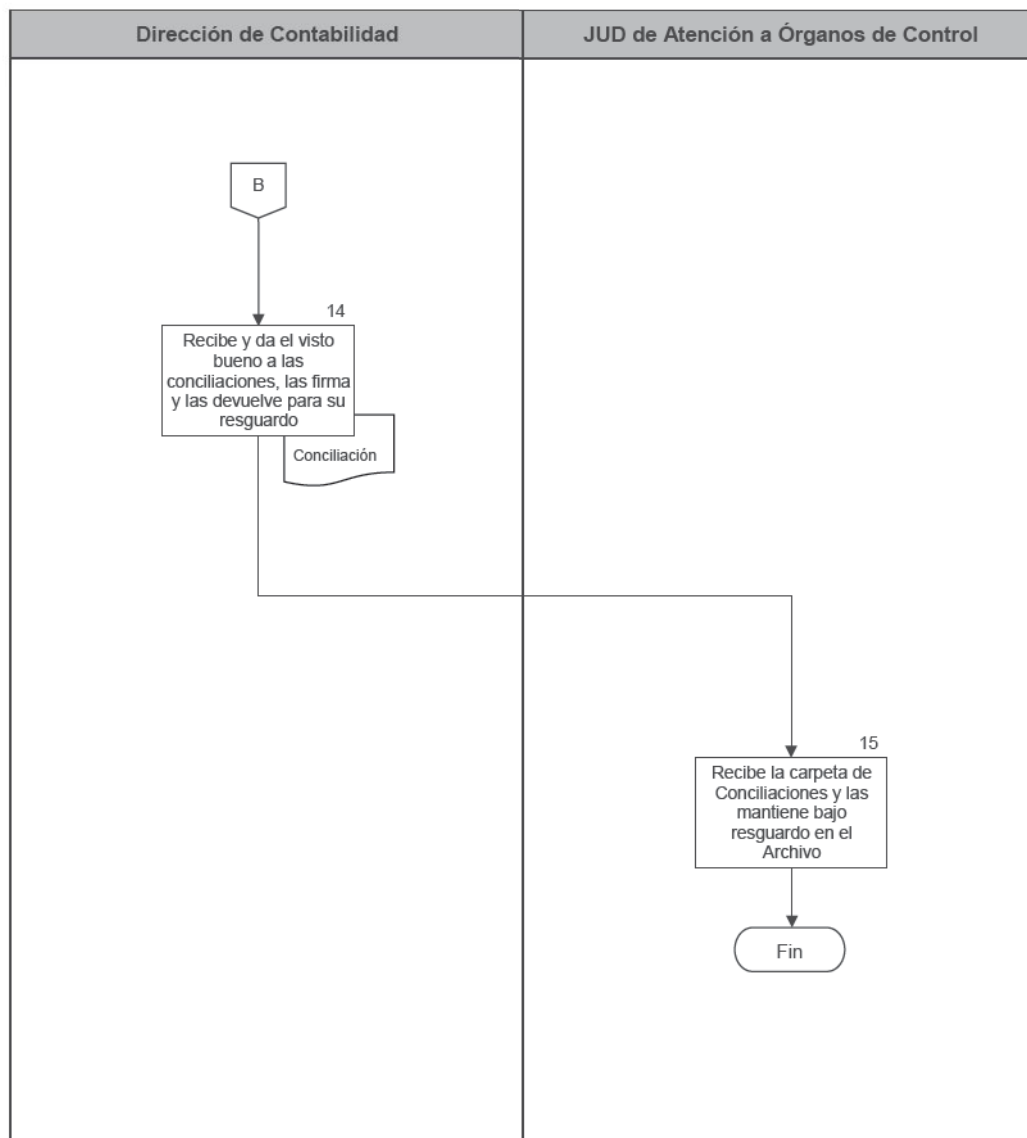 Dirección de Contabilidad
JUD de Atención a Órganos de Control
B
14
Recibe y da el visto
bueno a las
conciliaciones, las firma
y las devuelve para su
resguardo
Conciliación
15
Recibe la carpeta de
Conciliaciones y las
mantiene bajo
resguardo en el
Archivo
Fin